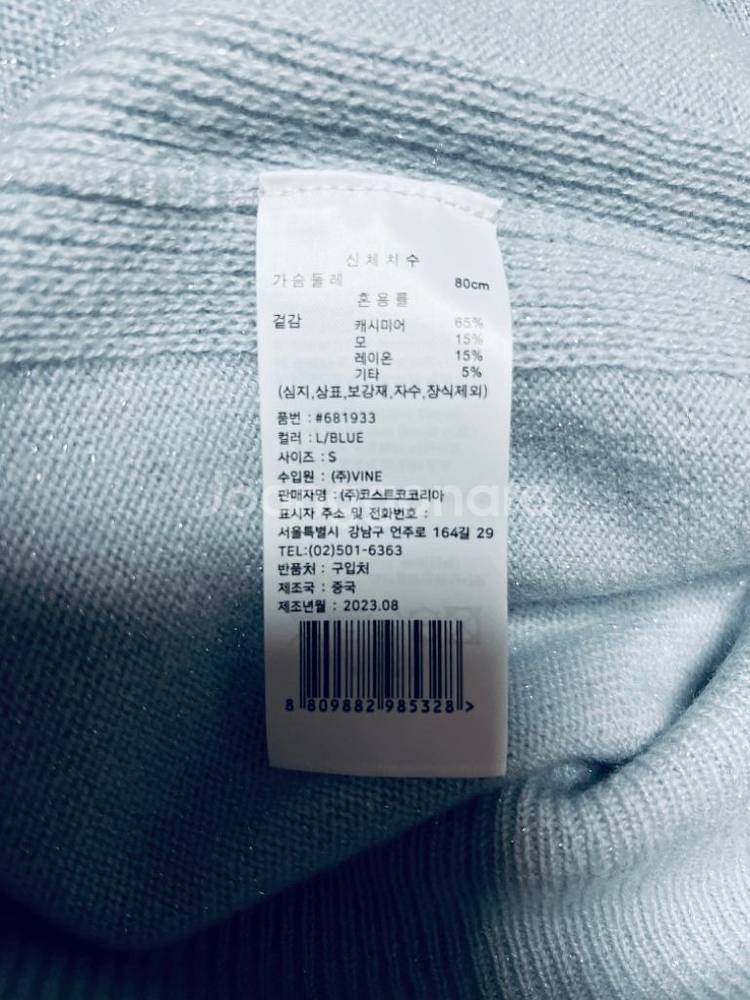 신체치수
가슴둘레 80cm
혼용률
겉감 캐시미어 65%
모 15%
레이온 15%
기타 5%
(심지,상표,보강재,자수,장식제외)
품번 : #681933
컬러 : L/BLUE
사이즈 : S
수입원 : (주)VINE
판매자명 : (주)코스트코코리아
표시자 주소 및 전화번호 :
서울특별시 강남구 언주로 164길 29
TEL:(02)501-6363
반품처 : 구입처
제조국 : 중국
제조년월 : 2023.08
8 809882 985328 >